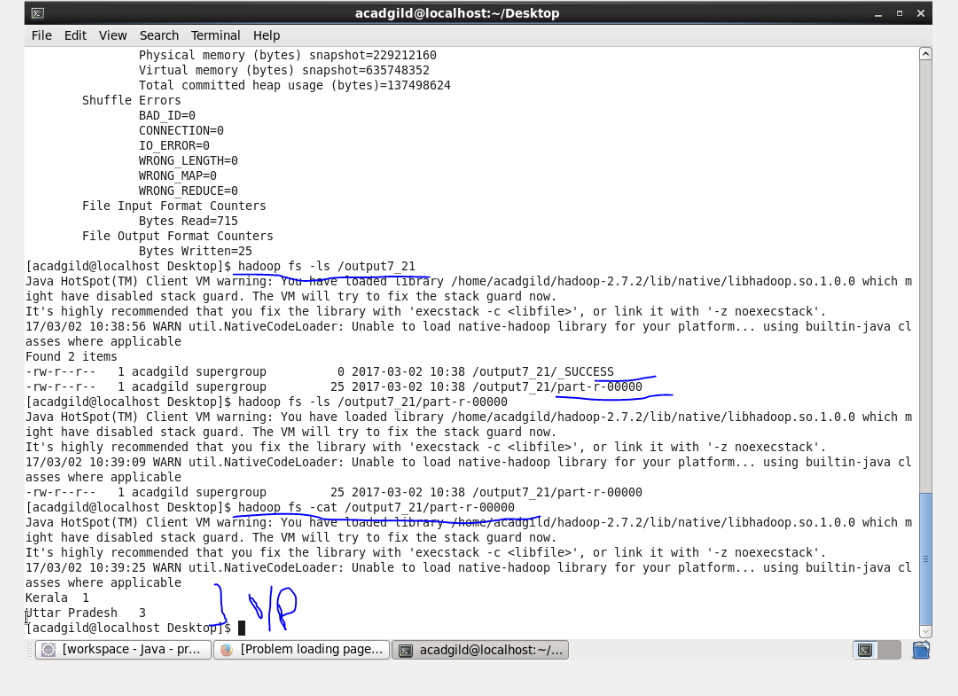 acadgild@localhost:~/Desktop
File Edit View Search Terminal Help
Physical memory (bytes) snapshot=229212160
Virtual memory (bytes) snapshot=635748352
Total committed heap usage (bytes)=137498624
Shuffle Errors
BAD_ID=0
CONNECTION=0
IO_ERROR=0
WRONG_LENGTH=0
WRONG_MAP=0
WRONG_REDUCE=0
File Input Format Counters
Bytes Read=715
File Output Format Counters
Bytes Written=25
[acadgild@localhost Desktop]$ hadoop fs -ls /output7_21
Java HotSpot(TM) Client VM warning: You have loaded library /home/acadgild/hadoop-2.7.2/lib/native/libhadoop.so.1.0.0 which m
ight have disabled stack guard. The VM will try to fix the stack guard now.
It's highly recommended that you fix the library with 'execstack -c <libfile>', or link it with '-z noexecstack'.
17/03/02 10:38:56 WARN util.NativeCodeLoader: Unable to load native-hadoop library for your platform... using builtin-java cl
asses where applicable
Found 2 items
-rw-r--r-- 1 acadgild supergroup 0 2017-03-02 10:38 /output7_21/_SUCCESS
-rw-r--r-- 1 acadgild supergroup 25 2017-03-02 10:38 /output7_21/part-r-00000
[acadgild@localhost Desktop]$ hadoop fs -ls /output7_21/part-r-00000
Java HotSpot(TM) Client VM warning: You have loaded library /home/acadgild/hadoop-2.7.2/lib/native/libhadoop.so.1.0.0 which m
ight have disabled stack guard. The VM will try to fix the stack guard now.
It's highly recommended that you fix the library with 'execstack -c <libfile>', or link it with '-z noexecstack'.
17/03/02 10:39:09 WARN util.NativeCodeLoader: Unable to load native-hadoop library for your platform... using builtin-java cl
asses where applicable
-rw-r--r-- 1 acadgild supergroup 25 2017-03-02 10:38 /output7_21/part-r-00000
[acadgild@localhost Desktop]$ hadoop fs -cat /output7_21/part-r-00000
Java HotSpot(TM) Client VM warning: You have loaded library /home/acadgild/hadoop-2.7.2/lib/native/libhadoop.so.1.0.0 which m
ight have disabled stack guard. The VM will try to fix the stack guard now.
It's highly recommended that you fix the library with 'execstack -c <libfile>', or link it with '-z noexecstack'.
17/03/02 10:39:25 WARN util.NativeCodeLoader: Unable to load native-hadoop library for your platform... using builtin-java cl
asses where applicable
Kerala 1
Uttar Pradesh 3
[acadgild@localhost Desktop]$
[workspace - Java - pr... [Problem loading page... acadgild@localhost:~/...